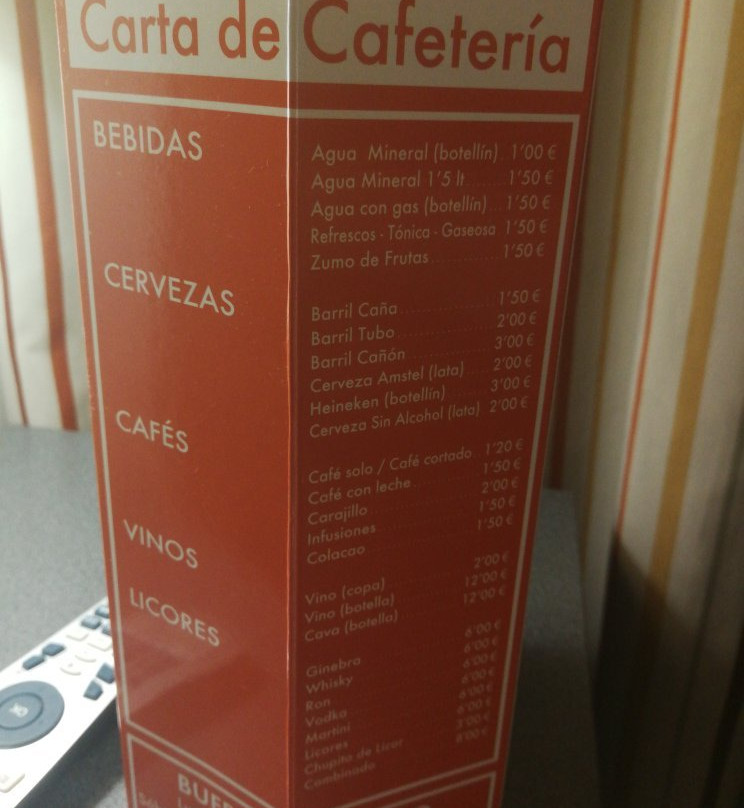 Carta de Cafetería
BEBIDAS
Agua Mineral (botellín) 1'00 €
Agua Mineral 1'5 lt 1'50 €
Agua con gas (botellín) 1'50 €
Refrescos - Tónica - Gaseosa 1'50 €
Zumo de Frutas 1'50 €
CERVEZAS
Barril Caña 1'50 €
Barril Tubo 2'00 €
Barril Cañón 3'00 €
Cerveza Amstel (lata) 2'00 €
Heineken (botellín) 3'00 €
Cerveza Sin Alcohol (lata) 2'00 €
CAFÉS
Café solo / Café cortado 1'20 €
Café con leche 1'50 €
Carajillo 2'00 €
Infusiones 1'50 €
Colacao 1'50 €
VINOS
Vino (copa) 2'00 €
Vino (botella) 12'00 €
Cava (botella) 12'00 €
LICORES
Ginebra 6'00 €
Whisky 6'00 €
Ron 6'00 €
Vodka 6'00 €
Martini 6'00 €
Licores 6'00 €
Chupito de Licor 3'00 €
Combinado 8'00 €